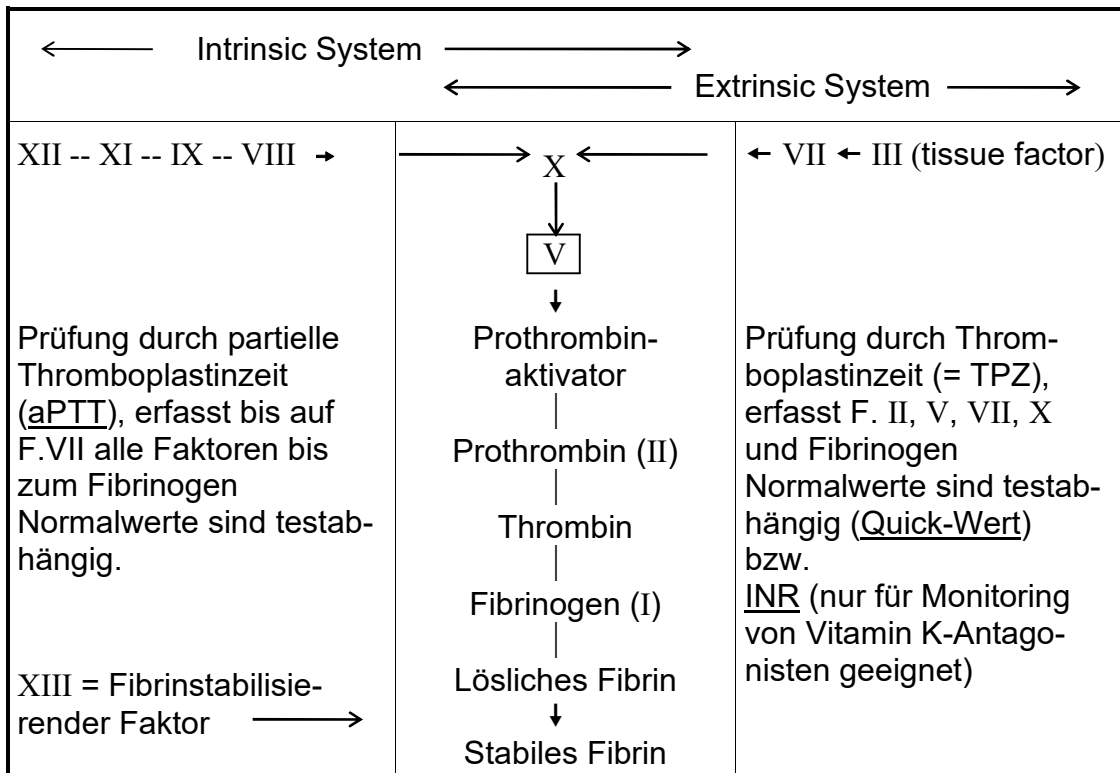 Intrinsic System
Extrinsic System
XII -- XI -- IX -- VIII
Prüfung durch partielle
Thromboplastinzeit
(aPTT), erfasst bis auf
F.VII alle Faktoren bis
zum Fibrinogen
Normalwerte sind testab-
hängig.
XIII = Fibrinstabilisie-
render Faktor
X
V
Prothrombin-
aktivator
Prothrombin (II)
Thrombin
Fibrinogen (I)
Lösliches Fibrin
Stabiles Fibrin
← VII ← III (tissue factor)
Prüfung durch Throm-
boplastinzeit (= TPZ),
erfasst F. II, V, VII, X
und Fibrinogen
Normalwerte sind testab-
hängig (Quick-Wert)
bzw.
INR (nur für Monitoring
von Vitamin K-Antago-
nisten geeignet)